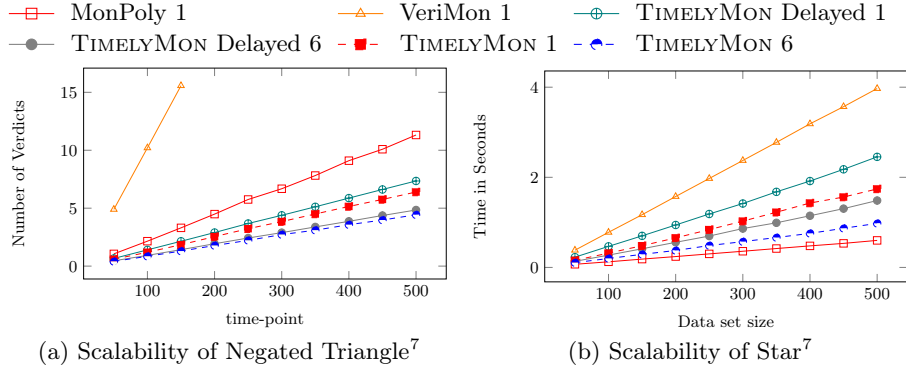 MonPoly 1 VeriMon 1 TIMELYMON Delayed 1
TIMELYMON Delayed 6 TIMELYMON 1 TIMELYMON 6
Number of Verdicts
15
10
5
0
100 200 300 400 500
time-point
(a) Scalability of Negated Triangle⁷
Time in Seconds
4
2
0
100 200 300 400 500
Data set size
(b) Scalability of Star⁷